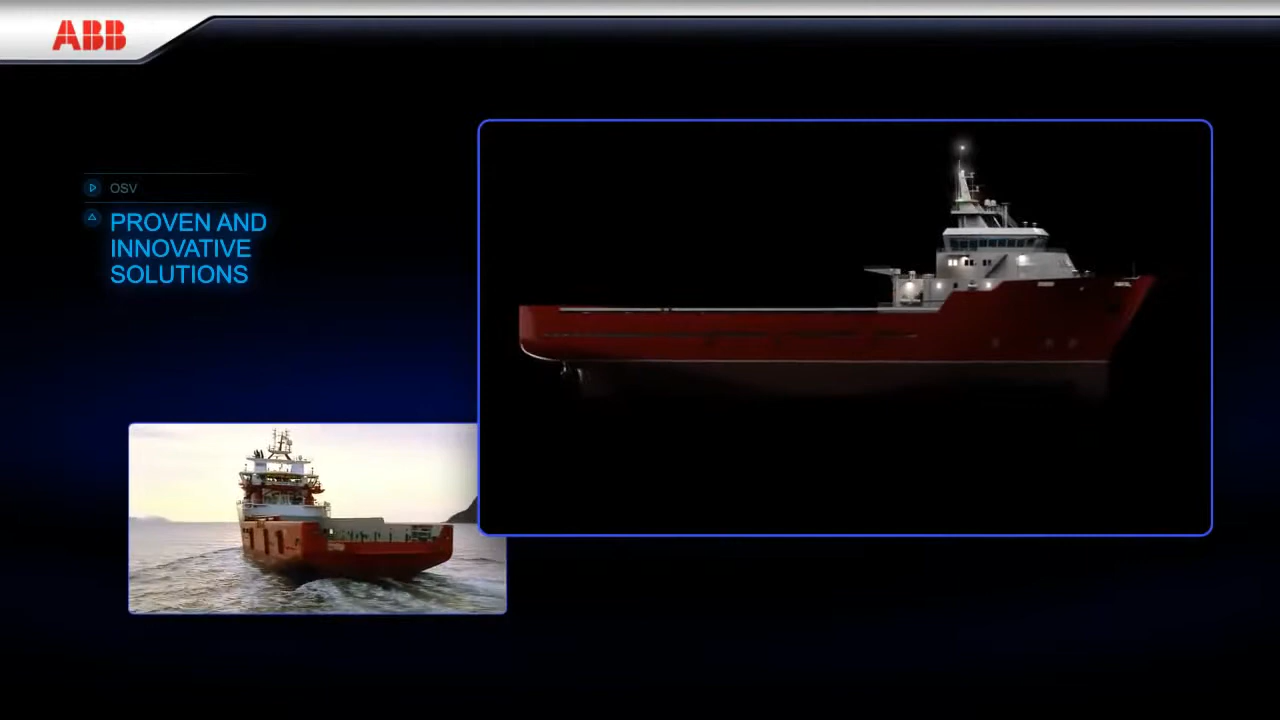 ABB
OSV
PROVEN AND
INNOVATIVE
SOLUTIONS